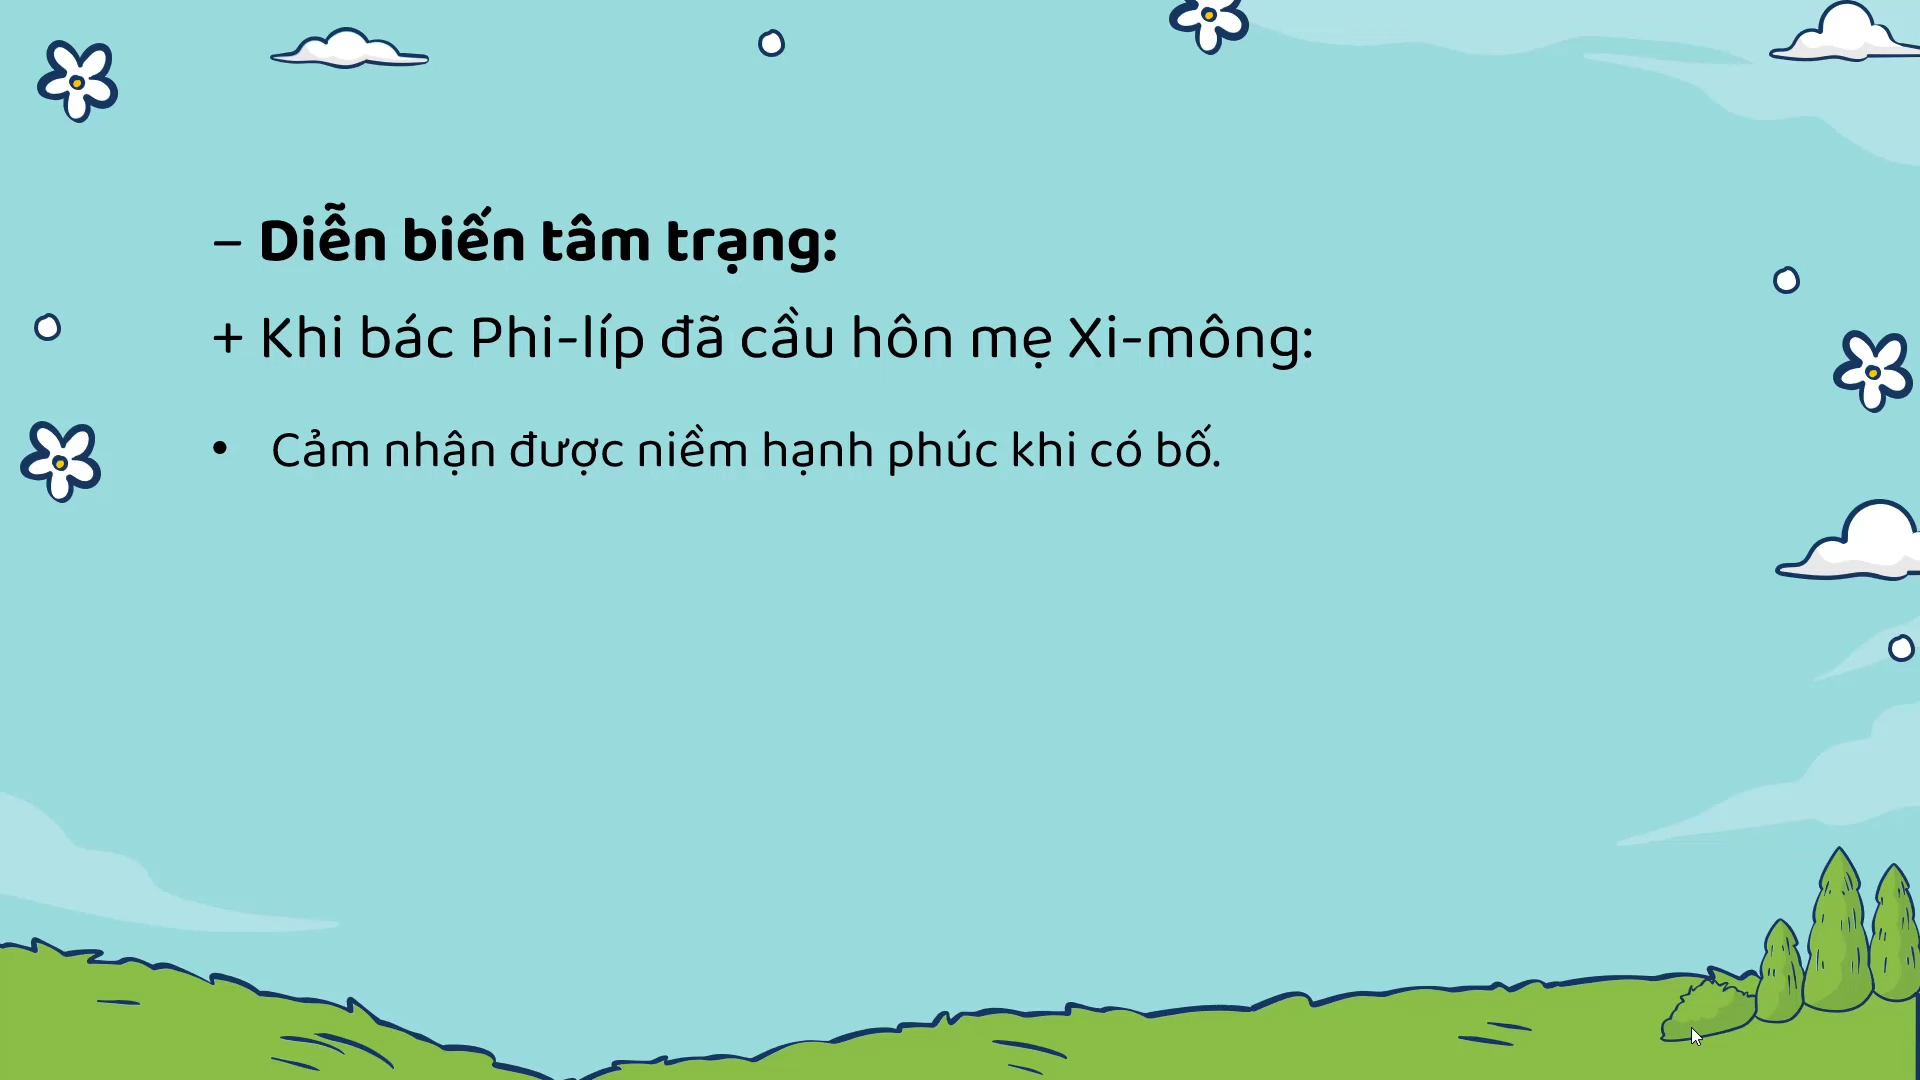 – Diễn biến tâm trạng:
+ Khi bác Phi-líp đã cầu hôn mẹ Xi-mông:
• Cảm nhận được niềm hạnh phúc khi có bố.